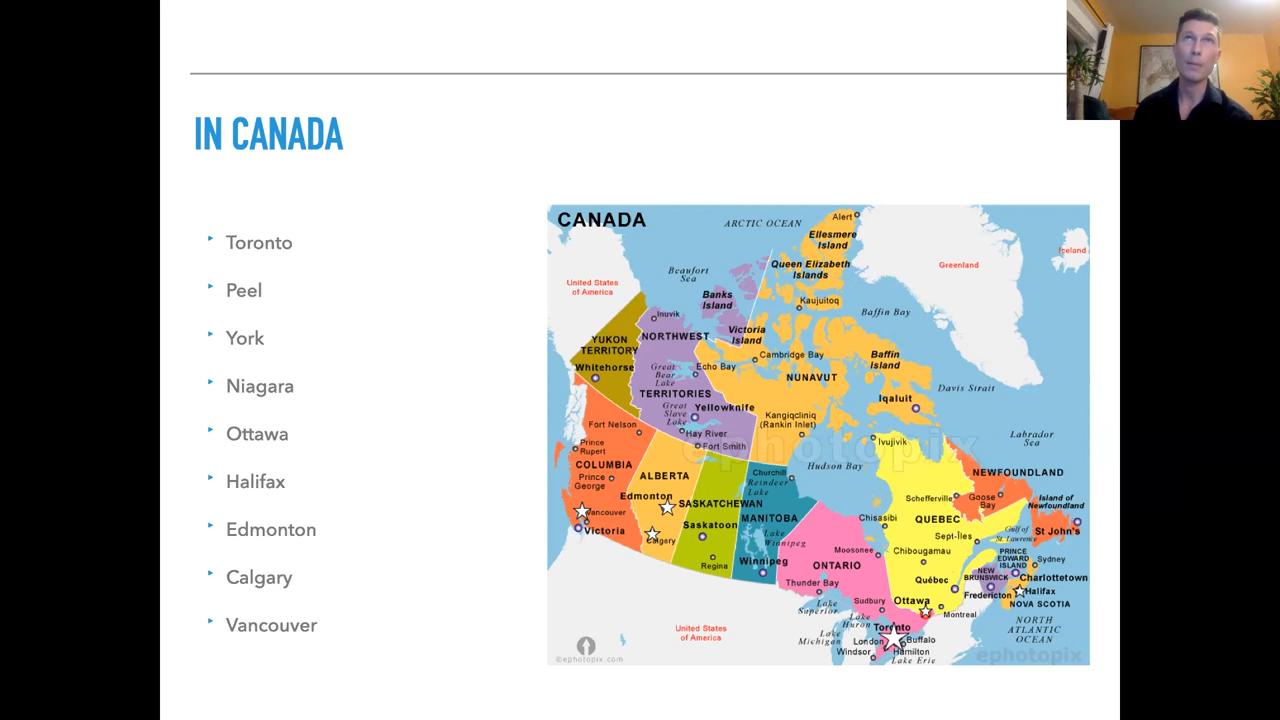 IN CANADA
Toronto
Peel
York
Niagara
Ottawa
Halifax
Edmonton
Calgary
Vancouver
CANADA
ARCTIC OCEAN
Alert
Ellesmere
Island
Iceland
Queen Elizabeth
Islands
Greenland
Beaufort
Sea
United States
of America
Banks
Island
Kaujuitoq
Inuvik
Baffin Bay
YUKON
TERRITORY
NORTHWEST
Victoria
Island
Cambridge Bay
Baffin
Island
Whitehorse
Great
Bear
Lake
Echo Bay
NUNAVUT
Davis Strait
TERRITORIES
Great
Slave
Lake
Yellowknife
Iqaluit
Kangiqcliniq
(Rankin Inlet)
Fort Nelson
Hay River
Fort Smith
ephotopix
Ivujivik
Labrador
Sea
Prince
Rupert
COLUMBIA
Prince
George
ALBERTA
Churchill
Reindeer
Lake
Hudson Bay
NEWFOUNDLAND
Edmonton
SASKATCHEWAN
Schefferville
Goose
Bay
Island of
Newfoundland
Vancouver
Victoria
Calgary
Saskatoon
MANITOBA
Lake
Winnipeg
Chisasibi
QUEBEC
Sept-Îles
Gulf of
St. Lawrence
St John's
Regina
Winnipeg
Moosonee
ONTARIO
Chibougamau
PRINCE
EDWARD
ISLAND
Sydney
Thunder Bay
Québec
NEW
BRUNSWICK
Charlottetown
Fredericton
Halifax
NOVA SCOTIA
Lake
Superior
Sudbury
Ottawa
Montreal
United States
of America
Lake
Huron
Lake
Michigan
Toronto
London
Buffalo
Windsor
Hamilton
Lake Erie
NORTH
ATLANTIC
OCEAN
©ephotopix.com
ephotopix